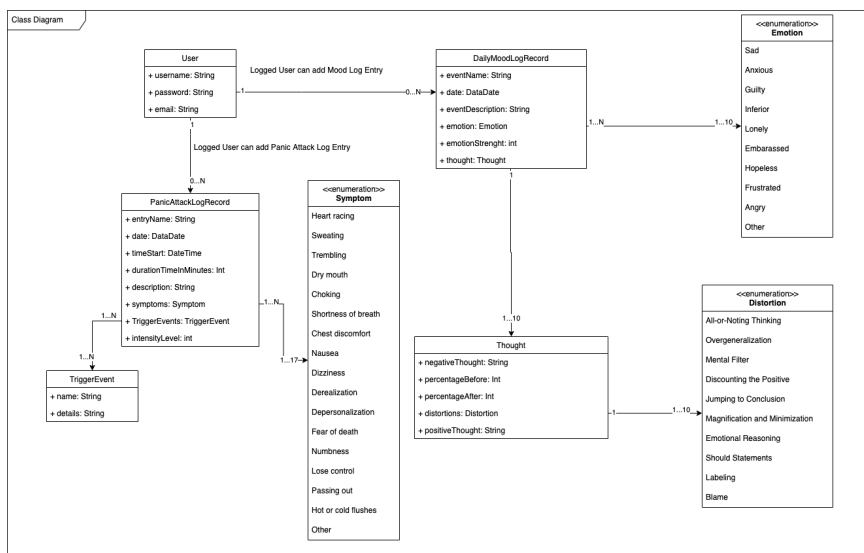 Class Diagram
User
+ username: String
+ password: String
+ email: String
1
Logged User can add Mood Log Entry
0...N
1
Logged User can add Panic Attack Log Entry
0...N
DailyMoodLogRecord
+ eventName: String
+ date: DataDate
+ eventDescription: String
+ emotion: Emotion
+ emotionStrenght: int
+ thought: Thought
1...N
1...10
1
1...10
<<enumeration>>
Emotion
Sad
Anxious
Guilty
Inferior
Lonely
Embarassed
Hopeless
Frustrated
Angry
Other
PanicAttackLogRecord
+ entryName: String
+ date: DataDate
+ timeStart: DateTime
+ durationTimeInMinutes: Int
+ description: String
+ symptoms: Symptom
+ TriggerEvents: TriggerEvent
+ intensityLevel: int
1...N
1...17
1...N
1...N
TriggerEvent
+ name: String
+ details: String
<<enumeration>>
Symptom
Heart racing
Sweating
Trembling
Dry mouth
Choking
Shortness of breath
Chest discomfort
Nausea
Dizziness
Derealization
Depersonalization
Fear of death
Numbness
Lose control
Passing out
Hot or cold flushes
Other
Thought
+ negativeThought: String
+ percentageBefore: Int
+ percentageAfter: Int
+ distortions: Distortion
+ positiveThought: String
1
1...10
<<enumeration>>
Distortion
All-or-Noting Thinking
Overgeneralization
Mental Filter
Discounting the Positive
Jumping to Conclusion
Magnification and Minimization
Emotional Reasoning
Should Statements
Labeling
Blame